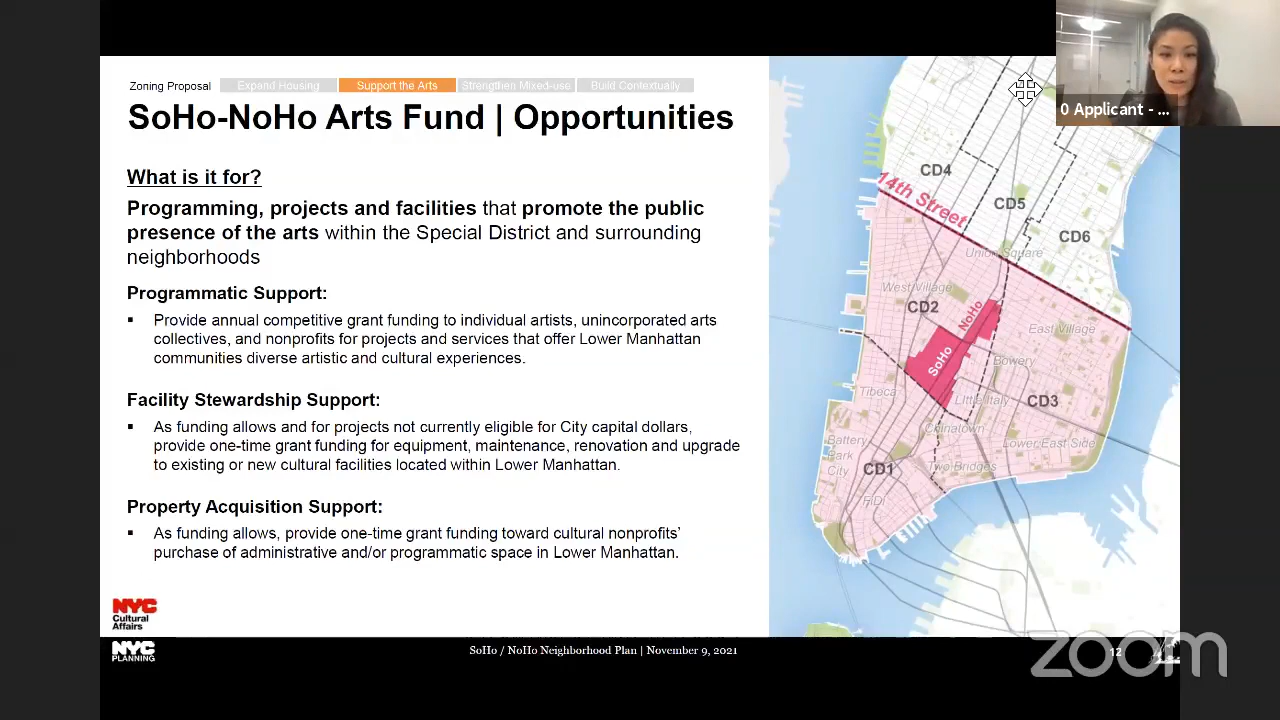 Zoning Proposal Expand Housing Support the Arts Strengthen Mixed-use Build Contextually
SoHo-NoHo Arts Fund | Opportunities
What is it for?
Programming, projects and facilities that promote the public
presence of the arts within the Special District and surrounding
neighborhoods
Programmatic Support:
▪ Provide annual competitive grant funding to individual artists, unincorporated arts
collectives, and nonprofits for projects and services that offer Lower Manhattan
communities diverse artistic and cultural experiences.
Facility Stewardship Support:
▪ As funding allows and for projects not currently eligible for City capital dollars,
provide one-time grant funding for equipment, maintenance, renovation and upgrade
to existing or new cultural facilities located within Lower Manhattan.
Property Acquisition Support:
▪ As funding allows, provide one-time grant funding toward cultural nonprofits’
purchase of administrative and/or programmatic space in Lower Manhattan.
NYC
Cultural
Affairs
NYC
PLANNING
SoHo / NoHo Neighborhood Plan | November 9, 2021
12
0 Applicant - ...
CD4
14th Street
CD5
CD6
Union Square
West Village
CD2
NoHo
East Village
SoHo
Bowery
Tibeca
Little Italy
CD3
Chinatown
Lower East Side
Battery
Park
City
CD1
Two Bridges
FiDi
zoom